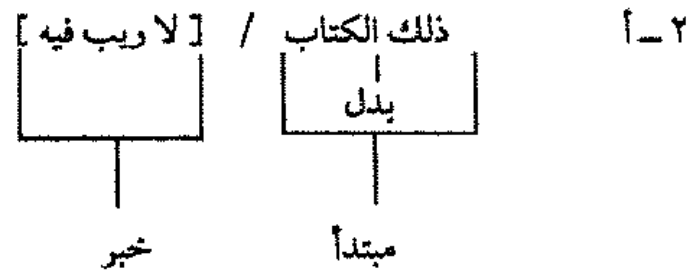 ٢ – أ ذلك الكتاب / [ لا ريب فيه ]
بدل
مبتدأ خبر